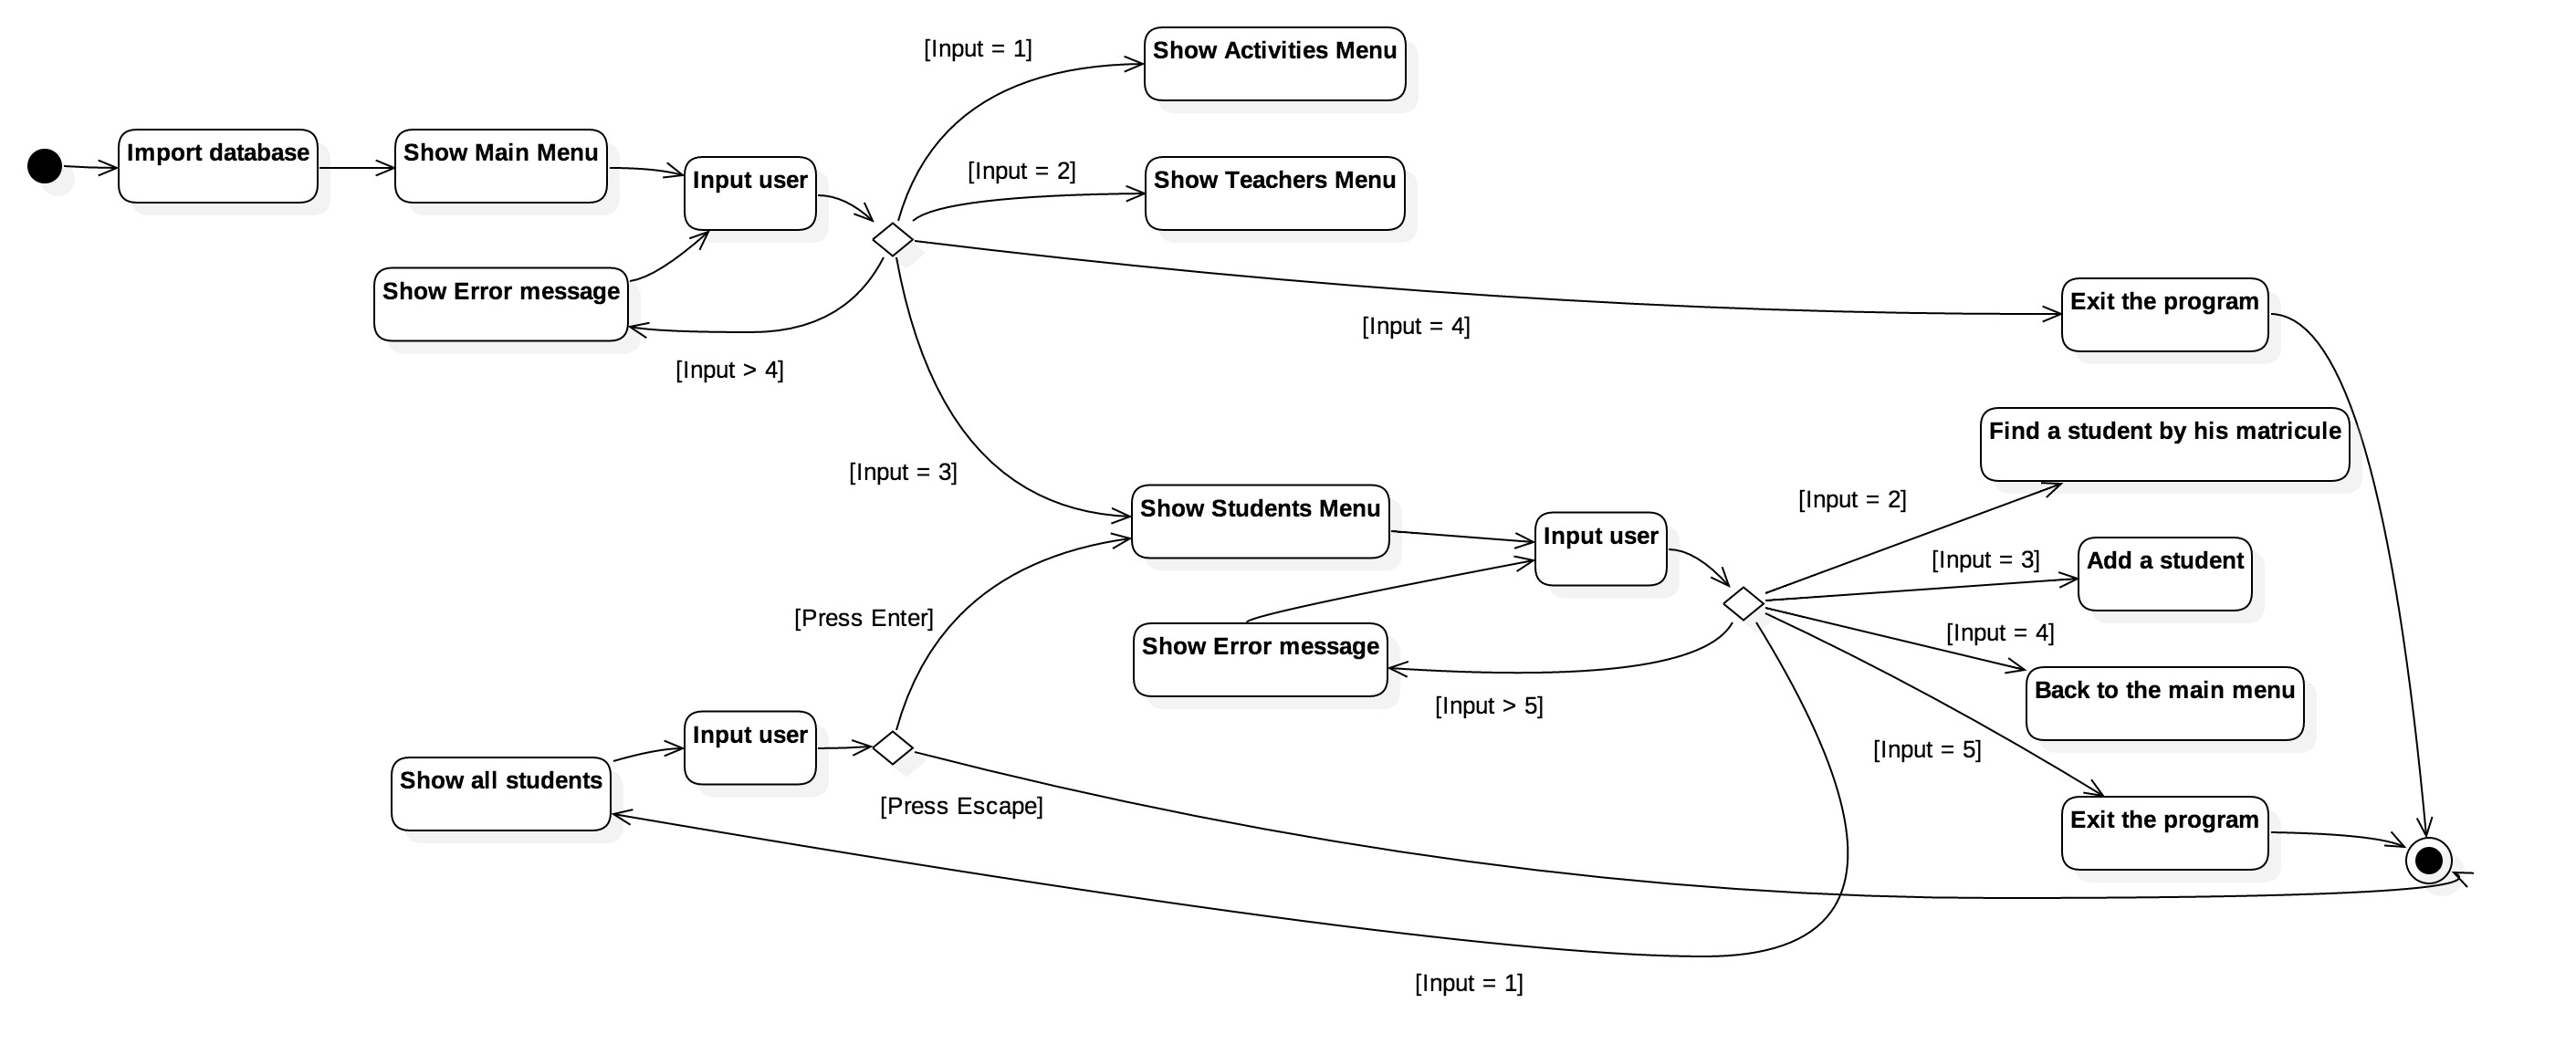 [Input = 1]
Show Activities Menu
Import database
Show Main Menu
Input user
[Input = 2]
Show Teachers Menu
Show Error message
[Input > 4]
[Input = 4]
Exit the program
[Input = 3]
Find a student by his matricule
Show Students Menu
Input user
[Input = 2]
[Input = 3]
Add a student
[Press Enter]
Show Error message
[Input > 5]
[Input = 4]
Back to the main menu
[Input = 5]
Exit the program
Show all students
Input user
[Press Escape]
[Input = 1]